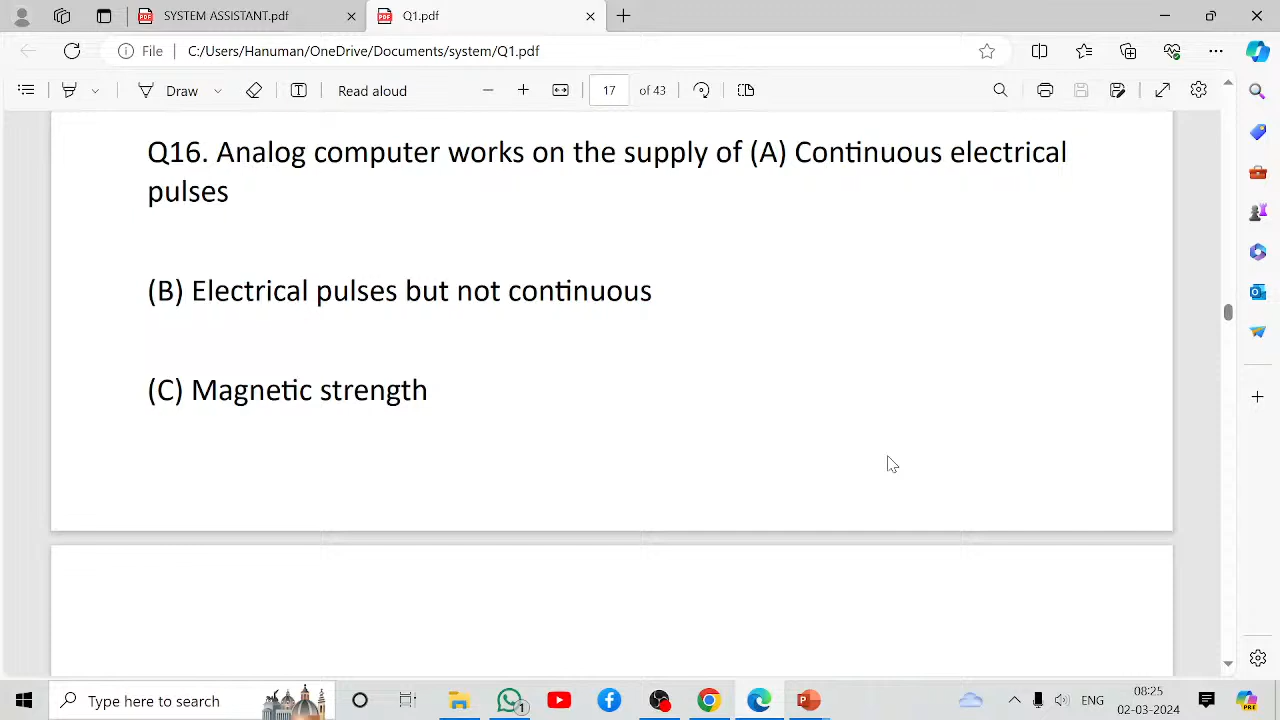 SYSTEM ASSISTANT.pdf
Q1.pdf
File
C:/Users/Hanuman/OneDrive/Documents/system/Q1.pdf
Draw
Read aloud
17
of 43
Q16. Analog computer works on the supply of (A) Continuous electrical
pulses
(B) Electrical pulses but not continuous
(C) Magnetic strength
Type here to search
1
ENG
02-03-2024